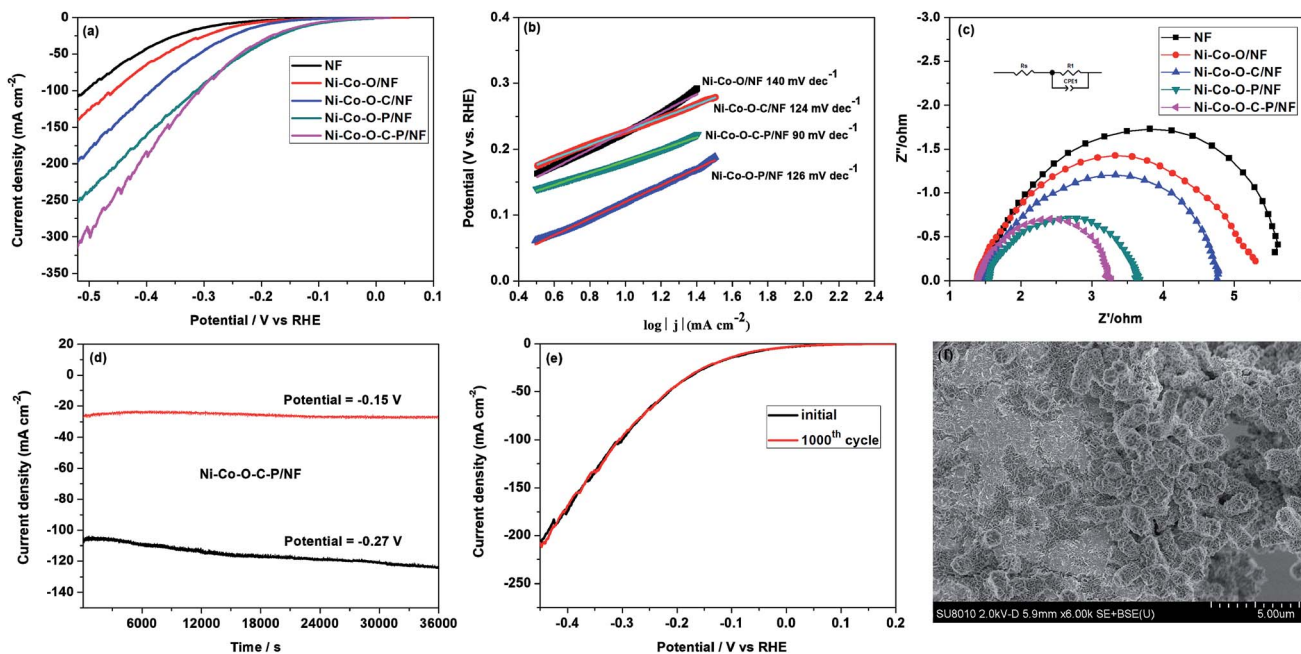 (a)
NF
Ni-Co-O/NF
Ni-Co-O-C/NF
Ni-Co-O-P/NF
Ni-Co-O-C-P/NF
0
-50
-100
-150
-200
-250
-300
-350
-0.5 -0.4 -0.3 -0.2 -0.1 0.0 0.1
Current density (mA cm⁻²)
Potential / V vs RHE
(b)
Ni-Co-O/NF 140 mV dec⁻¹
Ni-Co-O-C/NF 124 mV dec⁻¹
Ni-Co-O-C-P/NF 90 mV dec⁻¹
Ni-Co-O-P/NF 126 mV dec⁻¹
0.4
0.3
0.2
0.1
0.0
0.4 0.6 0.8 1.0 1.2 1.4 1.6 1.8 2.0 2.2 2.4
Potential (V vs. RHE)
log| j |(mA cm⁻²)
(c)
NF
Ni-Co-O/NF
Ni-Co-O-C/NF
Ni-Co-O-P/NF
Ni-Co-O-C-P/NF
Rs
Rt
CPE1
-3.0
-2.5
-2.0
-1.5
-1.0
-0.5
0.0
1 2 3 4 5 6
Z''/ohm
Z'/ohm
(d)
Potential = -0.15 V
Ni-Co-O-C-P/NF
Potential = -0.27 V
20
0
-20
-40
-60
-80
-100
-120
-140
6000 12000 18000 24000 30000 36000
Current density (mA cm⁻²)
Time / s
(e)
initial
1000th cycle
0
-50
-100
-150
-200
-250
-0.4 -0.3 -0.2 -0.1 0.0 0.1 0.2
Current density (mA cm⁻²)
Potential / V vs RHE
(f)
SU8010 2.0kV-D 5.9mm x6.00k SE+BSE(U)
5.00um